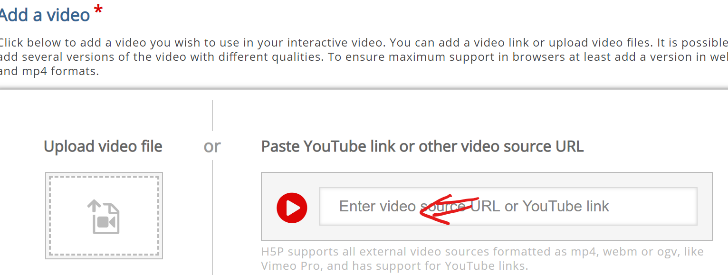 Add a video *
Click below to add a video you wish to use in your interactive video. You can add a video link or upload video files. It is possible
add several versions of the video with different qualities. To ensure maximum support in browsers at least add a version in web
and mp4 formats.
Upload video file or Paste YouTube link or other video source URL
Enter video source URL or YouTube link
H5P supports all external video sources formatted as mp4, webm or ogv, like
Vimeo Pro, and has support for YouTube links.